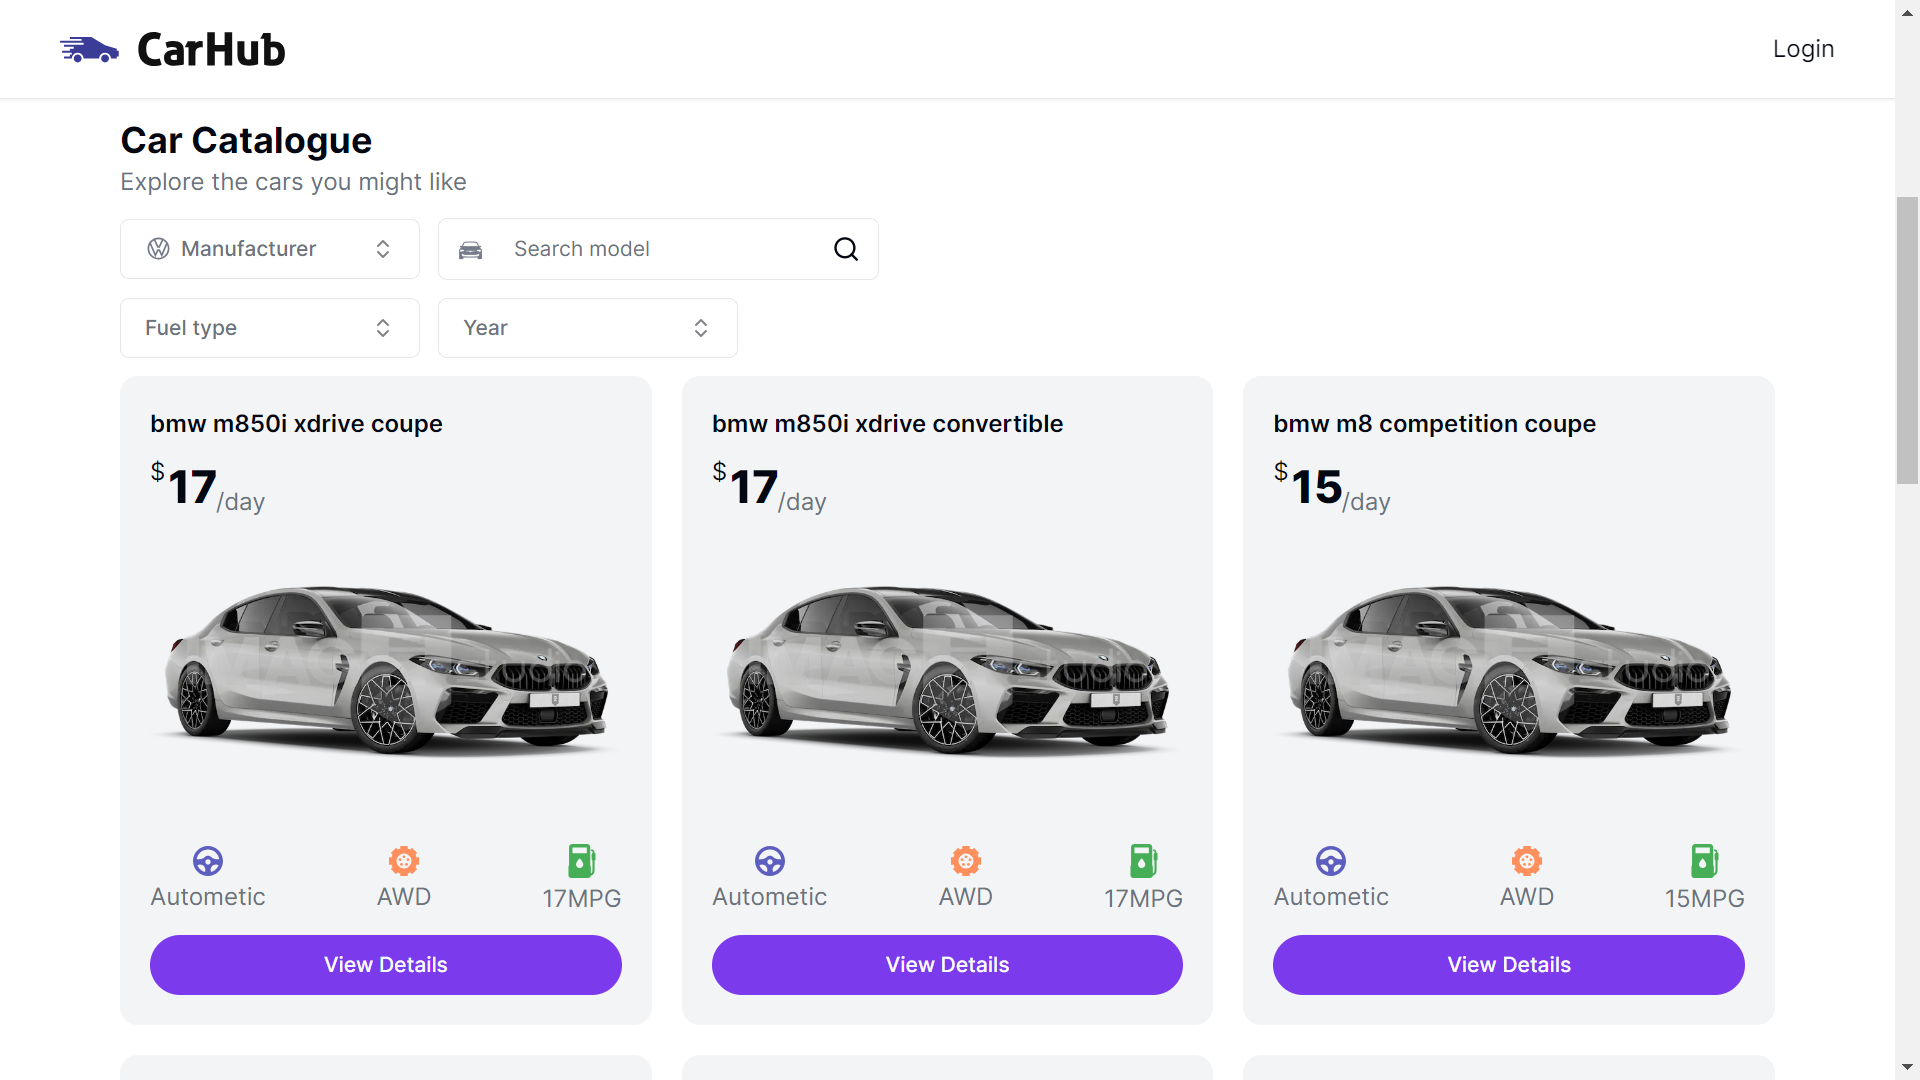 CarHub
Login
Car Catalogue
Explore the cars you might like
Manufacturer
Search model
Fuel type
Year
bmw m850i xdrive coupe
$17/day
Autometic
AWD
17MPG
View Details
bmw m850i xdrive convertible
$17/day
Autometic
AWD
17MPG
View Details
bmw m8 competition coupe
$15/day
Autometic
AWD
15MPG
View Details